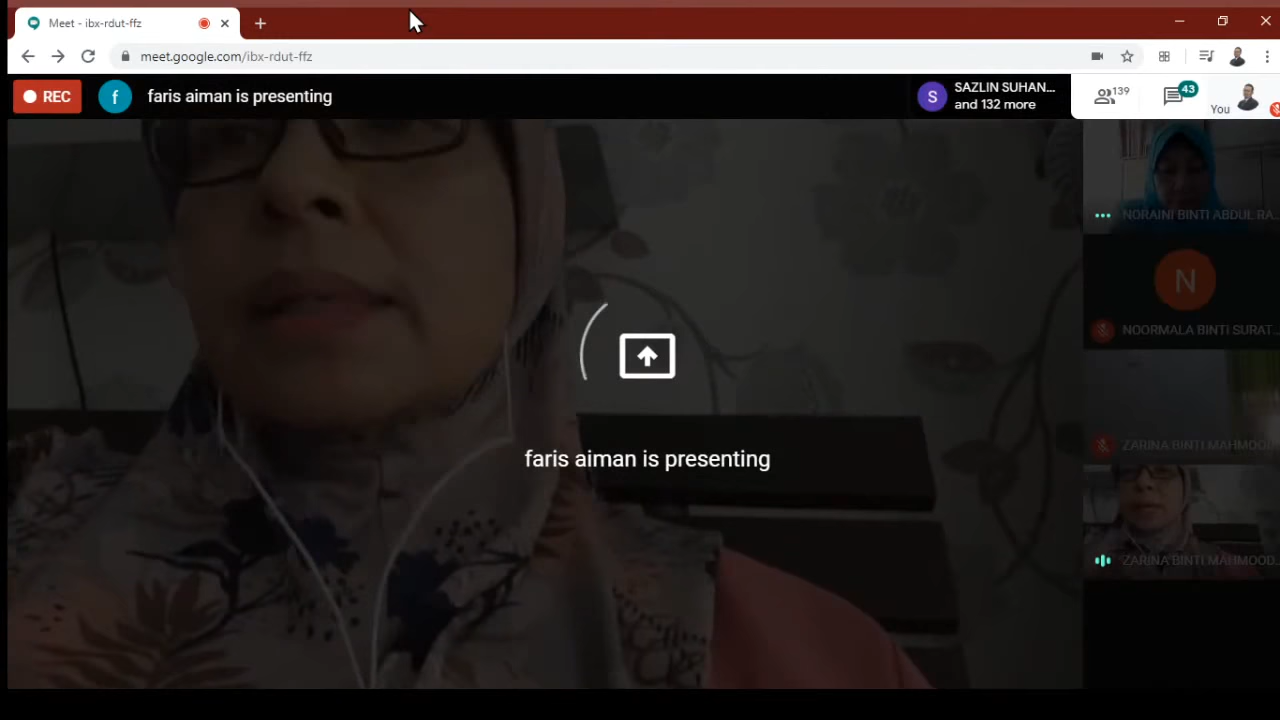 Meet - ibx-rdut-ffz
meet.google.com/ibx-rdut-ffz
REC
f
faris aiman is presenting
S
SAZLIN SUHAN...
and 132 more
139
43
You
NORAINI BINTI ABDUL RA...
N
NOORMALA BINTI SURAT...
faris aiman is presenting
ZARINA BINTI MAHMOOD
ZARINA BINTI MAHMOOD